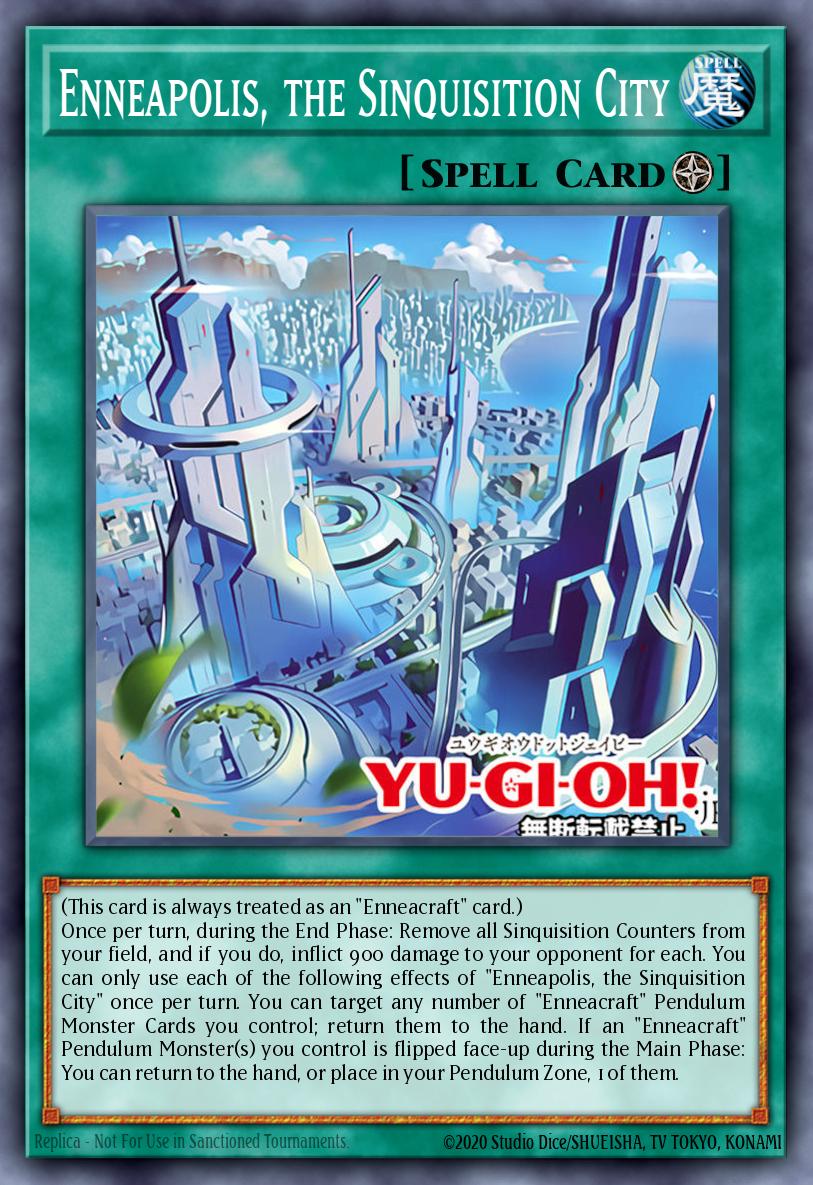 Enneapolis, the Sinquisition City
SPELL
魔
[Spell Card]
ユウギオウドットジェイピー
YU-GI-OH!
.jp
無断転載禁止
(This card is always treated as an "Enneacraft" card.)
Once per turn, during the End Phase: Remove all Sinquisition Counters from
your field, and if you do, inflict 900 damage to your opponent for each. You
can only use each of the following effects of "Enneapolis, the Sinquisition
City" once per turn. You can target any number of "Enneacraft" Pendulum
Monster Cards you control; return them to the hand. If an "Enneacraft"
Pendulum Monster(s) you control is flipped face-up during the Main Phase:
You can return to the hand, or place in your Pendulum Zone, 1 of them.
Replica - Not For Use in Sanctioned Tournaments.
©2020 Studio Dice/SHUEISHA, TV TOKYO, KONAMI